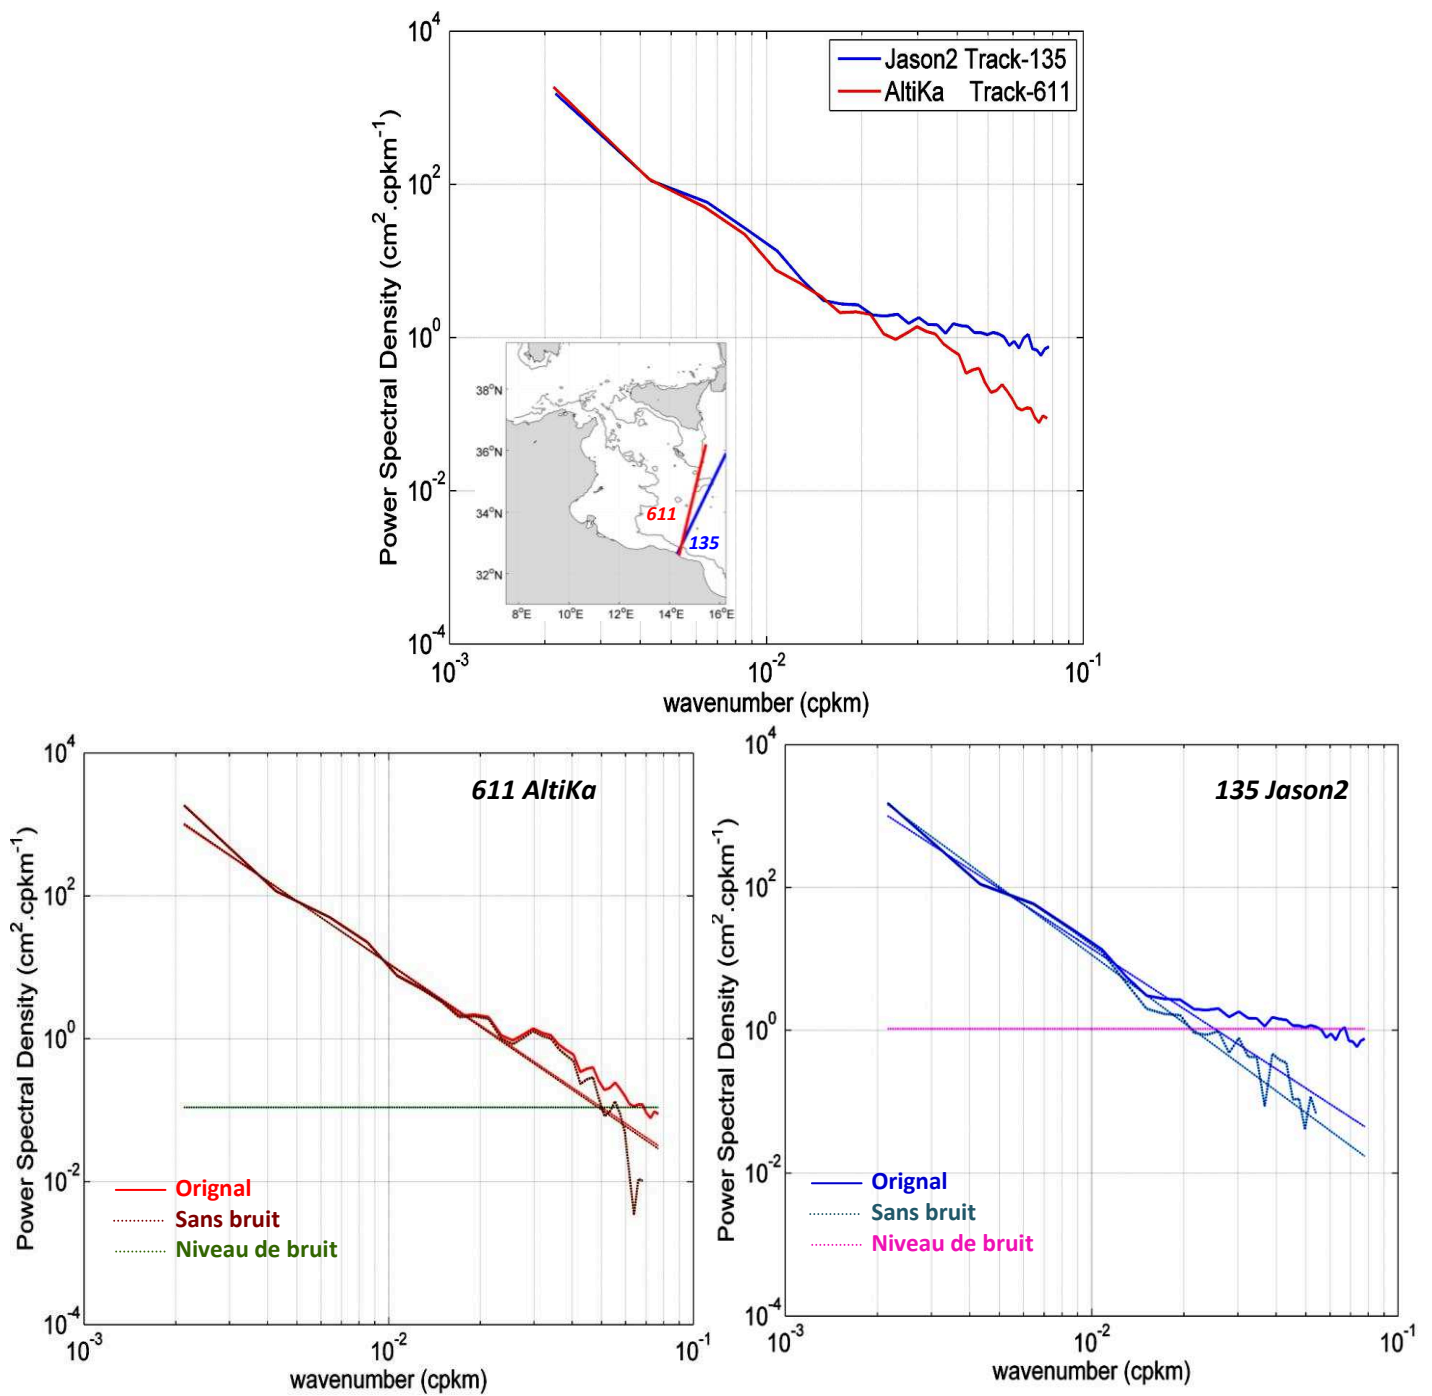 10^4
Jason2 Track-135
AltiKa Track-611
10^2
10^0
10^-2
10^-4
Power Spectral Density (cm^2.cpkm^-1)
38°N
36°N
34°N
32°N
611
135
8°E 10°E 12°E 14°E 16°E
10^-3 10^-2 10^-1
wavenumber (cpkm)
10^4
10^2
10^0
10^-2
10^-4
Power Spectral Density (cm^2.cpkm^-1)
611 AltiKa
Orignal
Sans bruit
Niveau de bruit
10^-3 10^-2 10^-1
wavenumber (cpkm)
10^4
10^2
10^0
10^-2
10^-4
Power Spectral Density (cm^2.cpkm^-1)
135 Jason2
Orignal
Sans bruit
Niveau de bruit
10^-3 10^-2 10^-1
wavenumber (cpkm)